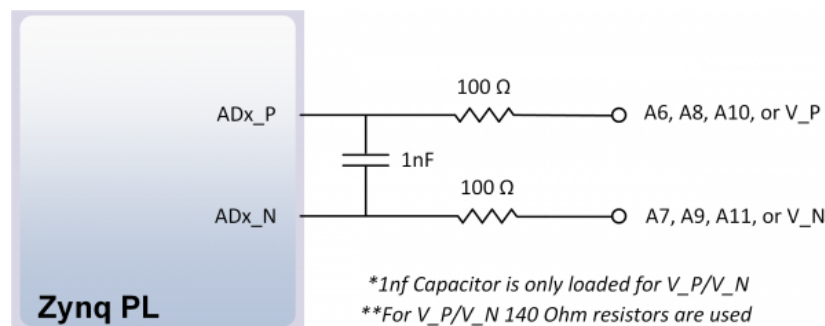 100 Ω
ADx_P
A6, A8, A10, or V_P
1nF
100 Ω
ADx_N
A7, A9, A11, or V_N
*1nf Capacitor is only loaded for V_P/V_N
Zynq PL
**For V_P/V_N 140 Ohm resistors are used